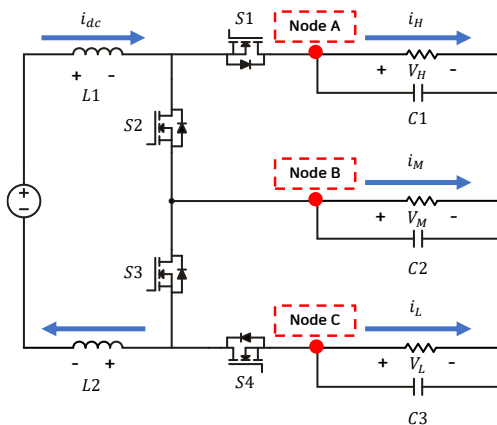 i_dc
S1
Node A
i_H
+ -
L1
+ V_H -
C1
S2
Node B
i_M
+
-
+ V_M -
C2
S3
Node C
i_L
- +
L2
S4
+ V_L -
C3